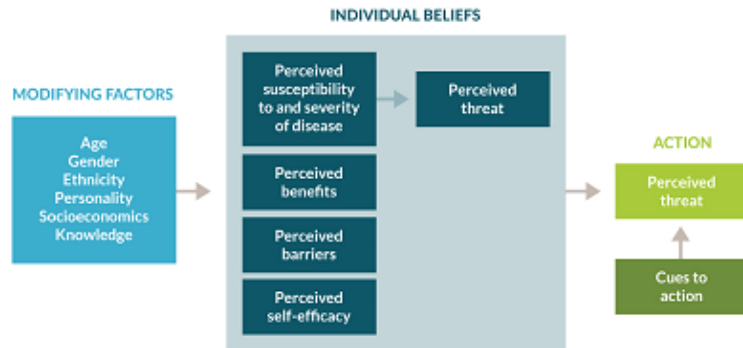 INDIVIDUAL BELIEFS
MODIFYING FACTORS
Age
Gender
Ethnicity
Personality
Socioeconomics
Knowledge
Perceived
susceptibility
to and severity
of disease
Perceived
threat
Perceived
benefits
Perceived
barriers
Perceived
self-efficacy
ACTION
Perceived
threat
Cues to
action